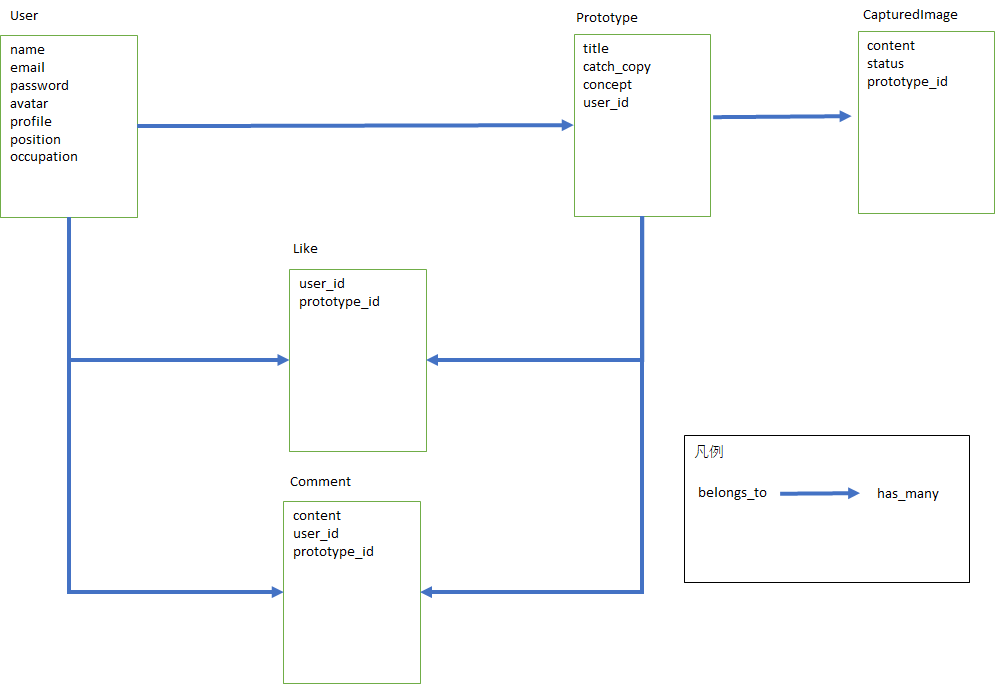 User
name
email
password
avatar
profile
position
occupation
Prototype
title
catch_copy
concept
user_id
CapturedImage
content
status
prototype_id
Like
user_id
prototype_id
Comment
content
user_id
prototype_id
凡例
belongs_to
has_many